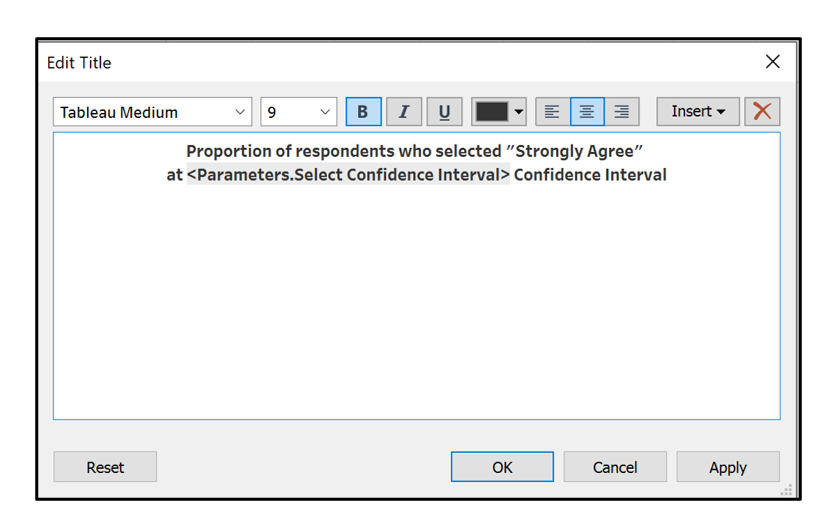 Edit Title
Tableau Medium 9 B I U Insert
Proportion of respondents who selected "Strongly Agree"
at <Parameters.Select Confidence Interval> Confidence Interval
Reset OK Cancel Apply